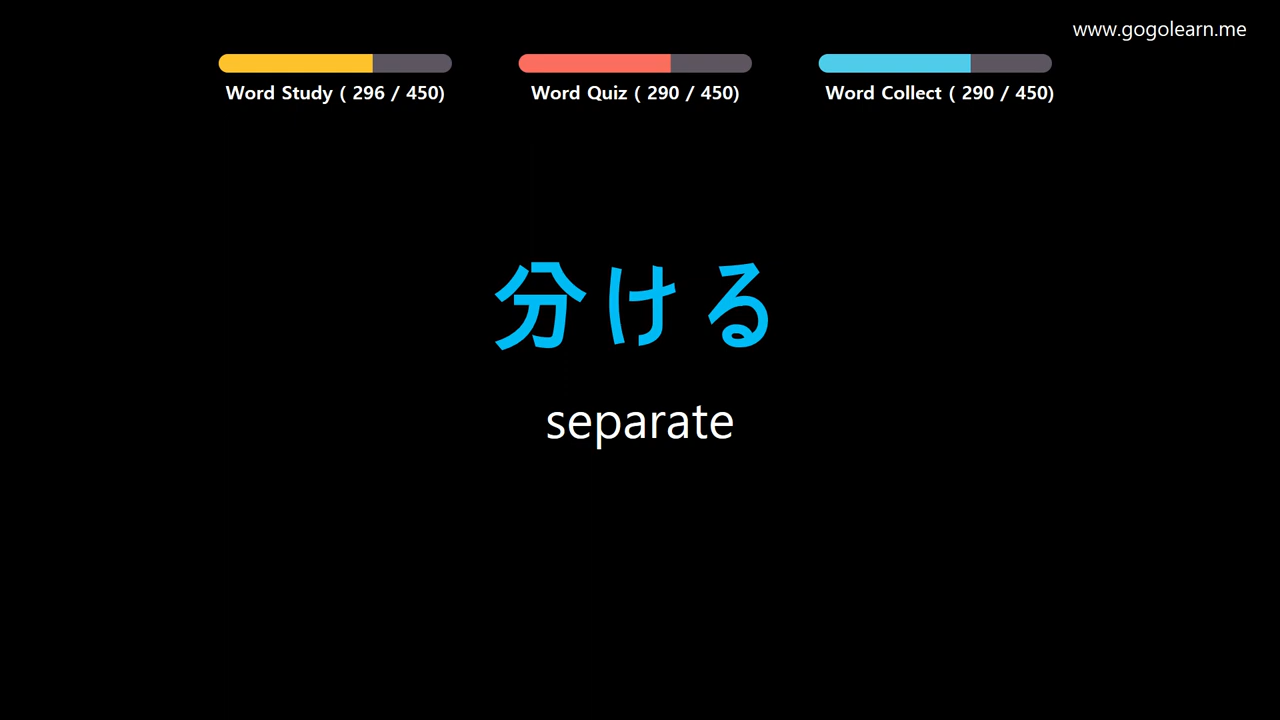 www.gogolearn.me
Word Study ( 296 / 450)
Word Quiz ( 290 / 450)
Word Collect ( 290 / 450)
分ける
separate